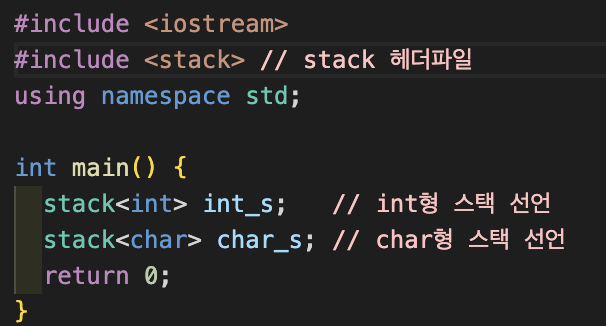 #include <iostream>
#include <stack> // stack 헤더파일
using namespace std;

int main() {
  stack<int> int_s;   // int형 스택 선언
  stack<char> char_s; // char형 스택 선언
  return 0;
}